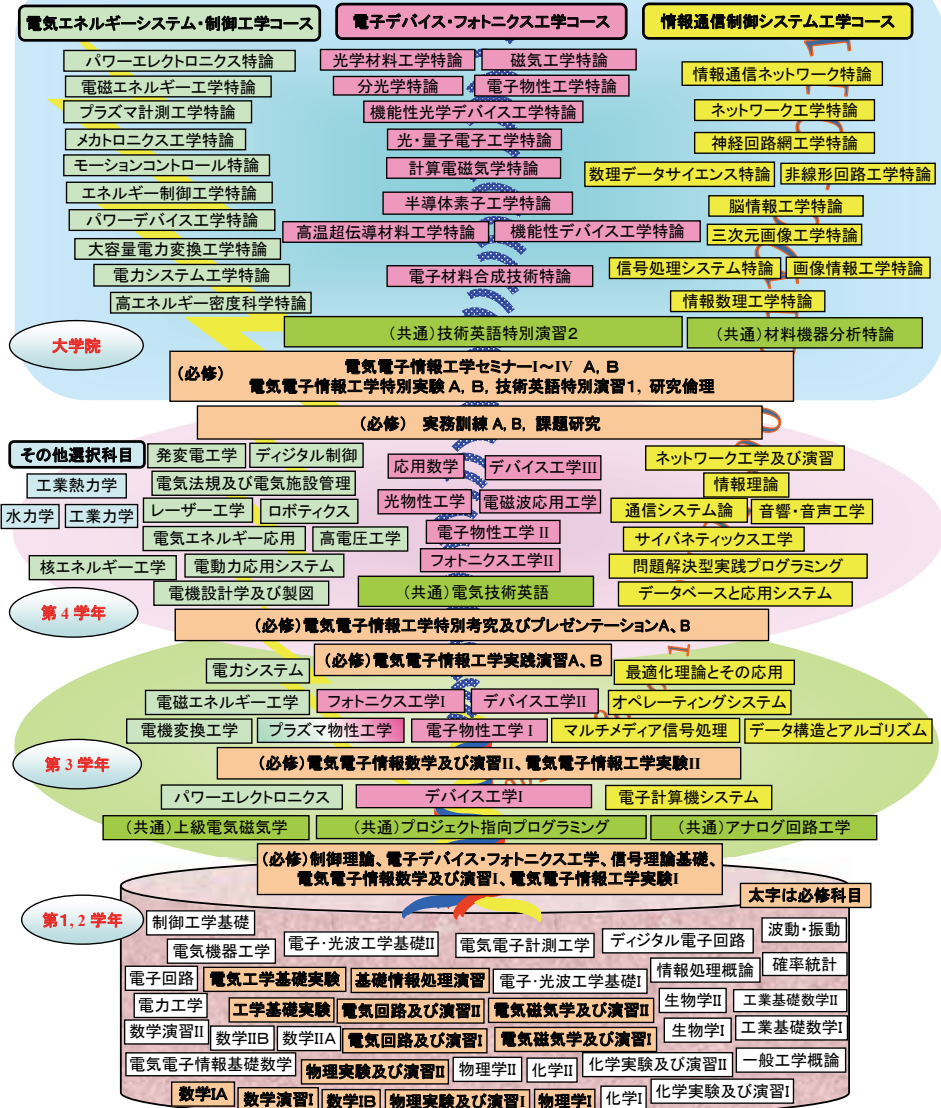 電気エネルギーシステム・制御工学コース
電子デバイス・フォトニクス工学コース
情報通信制御システム工学コース
パワーエレクトロニクス特論
電磁エネルギー工学特論
プラズマ計測工学特論
メカトロニクス工学特論
モーションコントロール特論
エネルギー制御工学特論
パワーデバイス工学特論
大容量電力変換工学特論
電力システム工学特論
高エネルギー密度科学特論
光学材料工学特論
磁気工学特論
分光学特論
電子物性工学特論
機能性光学デバイス工学特論
光・量子電子工学特論
計算電磁気学特論
半導体素子工学特論
高温超伝導材料工学特論
機能性デバイス工学特論
電子材料合成技術特論
情報通信ネットワーク特論
ネットワーク工学特論
神経回路網工学特論
数理データサイエンス特論
非線形回路工学特論
脳情報工学特論
三次元画像工学特論
信号処理システム特論
画像情報工学特論
情報数理工学特論
大学院
(共通)技術英語特別演習2
(共通)材料機器分析特論
(必修)
電気電子情報工学セミナーI～IV A, B
電気電子情報工学特別実験 A, B, 技術英語特別演習1, 研究倫理
(必修) 実務訓練 A, B, 課題研究
その他選択科目
工業熱力学
水力学
工業力学
核エネルギー工学
発変電工学
ディジタル制御
電気法規及び電気施設管理
レーザー工学
ロボティクス
電気エネルギー応用
高電圧工学
電動力応用システム
電機設計学及び製図
応用数学
デバイス工学III
光物性工学
電磁波応用工学
電子物性工学 II
フォトニクス工学II
(共通)電気技術英語
ネットワーク工学及び演習
情報理論
通信システム論
音響・音声工学
サイバネティックス工学
問題解決型実践プログラミング
データベースと応用システム
第4学年
(必修)電気電子情報工学特別考究及びプレゼンテーションA、B
(必修)電気電子情報工学実践演習A、B
電力システム
最適化理論とその応用
電磁エネルギー工学
フォトニクス工学I
デバイス工学II
オペレーティングシステム
電機変換工学
プラズマ物性工学
電子物性工学 I
マルチメディア信号処理
データ構造とアルゴリズム
第3学年
(必修)電気電子情報数学及び演習II、電気電子情報工学実験II
パワーエレクトロニクス
デバイス工学I
電子計算機システム
(共通)上級電気磁気学
(共通)プロジェクト指向プログラミング
(共通)アナログ回路工学
(必修)制御理論、電子デバイス・フォトニクス工学、信号理論基礎、
電気電子情報数学及び演習I、電気電子情報工学実験I
太字は必修科目
第1, 2学年
制御工学基礎
電気機器工学
電子・光波工学基礎II
電気電子計測工学
ディジタル電子回路
波動・振動
電子回路
電気工学基礎実験
基礎情報処理演習
電子・光波工学基礎I
情報処理概論
確率統計
電力工学
工学基礎実験
電気回路及び演習II
電気磁気学及び演習II
生物学II
工業基礎数学II
数学演習II
数学IIB
数学IIA
電気回路及び演習I
電気磁気学及び演習I
生物学I
工業基礎数学I
電気電子情報基礎数学
物理実験及び演習II
物理学II
化学II
化学実験及び演習II
一般工学概論
数学IA
数学演習I
数学IB
物理実験及び演習I
物理学I
化学I
化学実験及び演習I